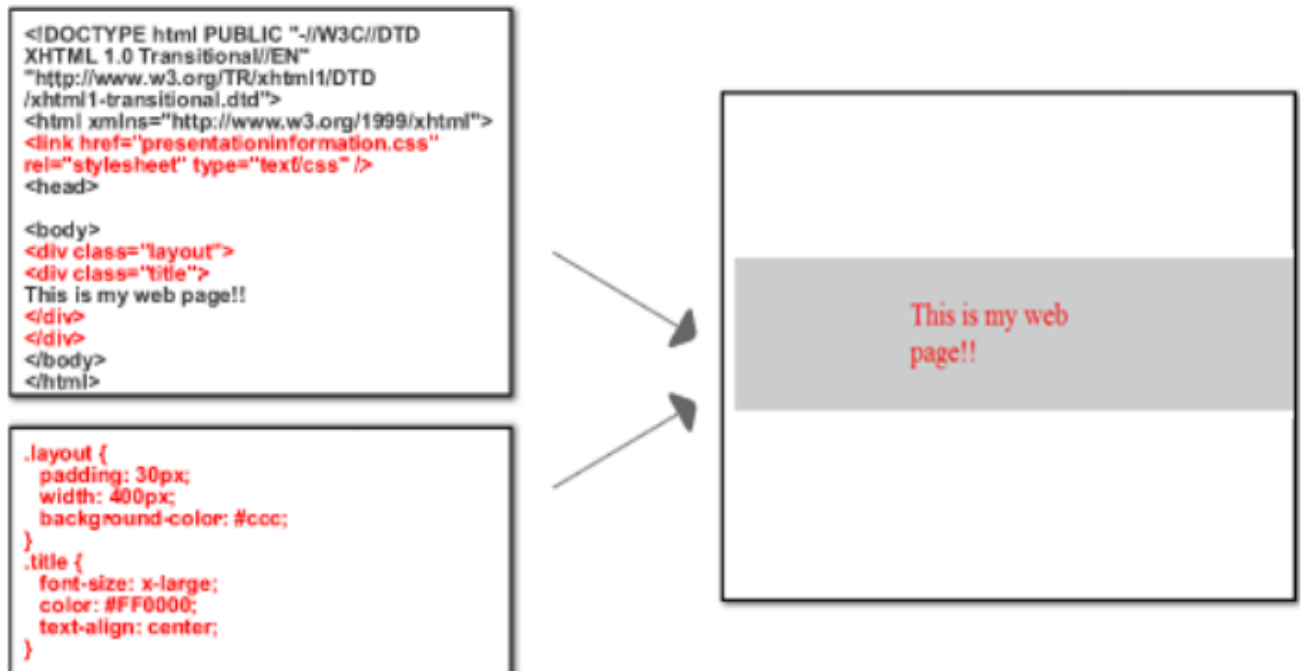 <!DOCTYPE html PUBLIC "-//W3C//DTD
XHTML 1.0 Transitional//EN"
"http://www.w3.org/TR/xhtml1/DTD
/xhtml1-transitional.dtd">
<html xmlns="http://www.w3.org/1999/xhtml">
<link href="presentationinformation.css"
rel="stylesheet" type="text/css" />
<head>
<body>
<div class="layout">
<div class="title">
This is my web page!!
</div>
</div>
</body>
</html>
.layout {
padding: 30px;
width: 400px;
background-color: #ccc;
}
.title {
font-size: x-large;
color: #FF0000;
text-align: center;
}
This is my web
page!!